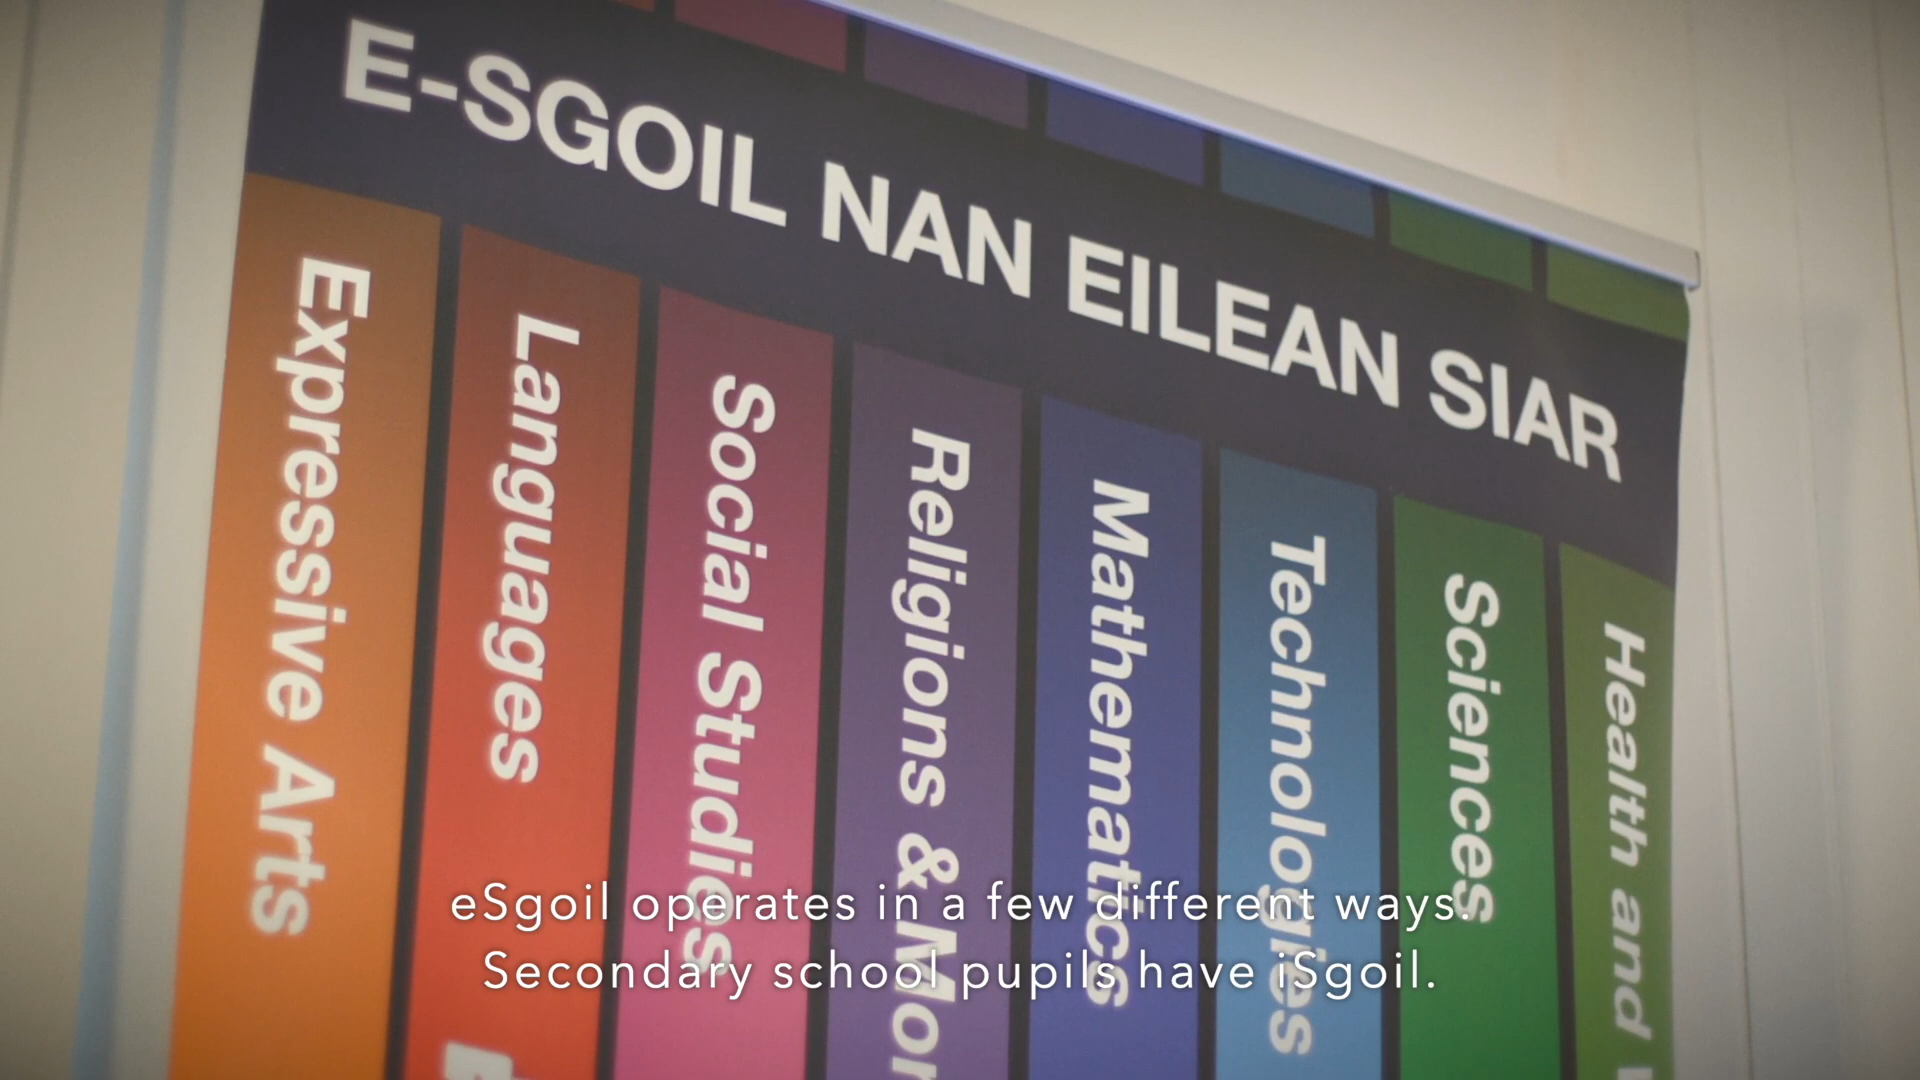 E-SGOIL NAN EILEAN SIAR
Expressive Arts
Languages
Social Studies
Religions &
Mathematics
Technologies
Sciences
Health and
eSgoil operates in a few different ways.
Secondary school pupils have iSgoil.